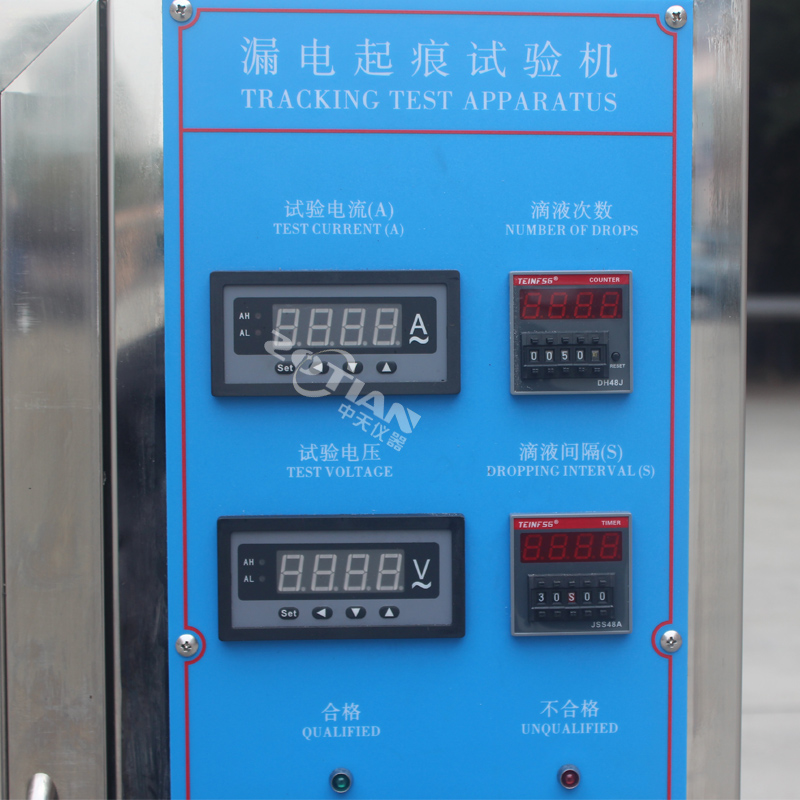 漏电起痕试验机
TRACKING TEST APPARATUS
试验电流(A)
TEST CURRENT (A)
滴液次数
NUMBER OF DROPS
AH
AL
A
~
Set
TEINFSG®
COUNTER
0050
RESET
DH48J
ZOTIAN
中天仪器
试验电压
TEST VOLTAGE
滴液间隔(S)
DROPPING INTERVAL (S)
AH
AL
V
~
Set
TEINFSG®
TIMER
30S00
JSS48A
合格
QUALIFIED
不合格
UNQUALIFIED